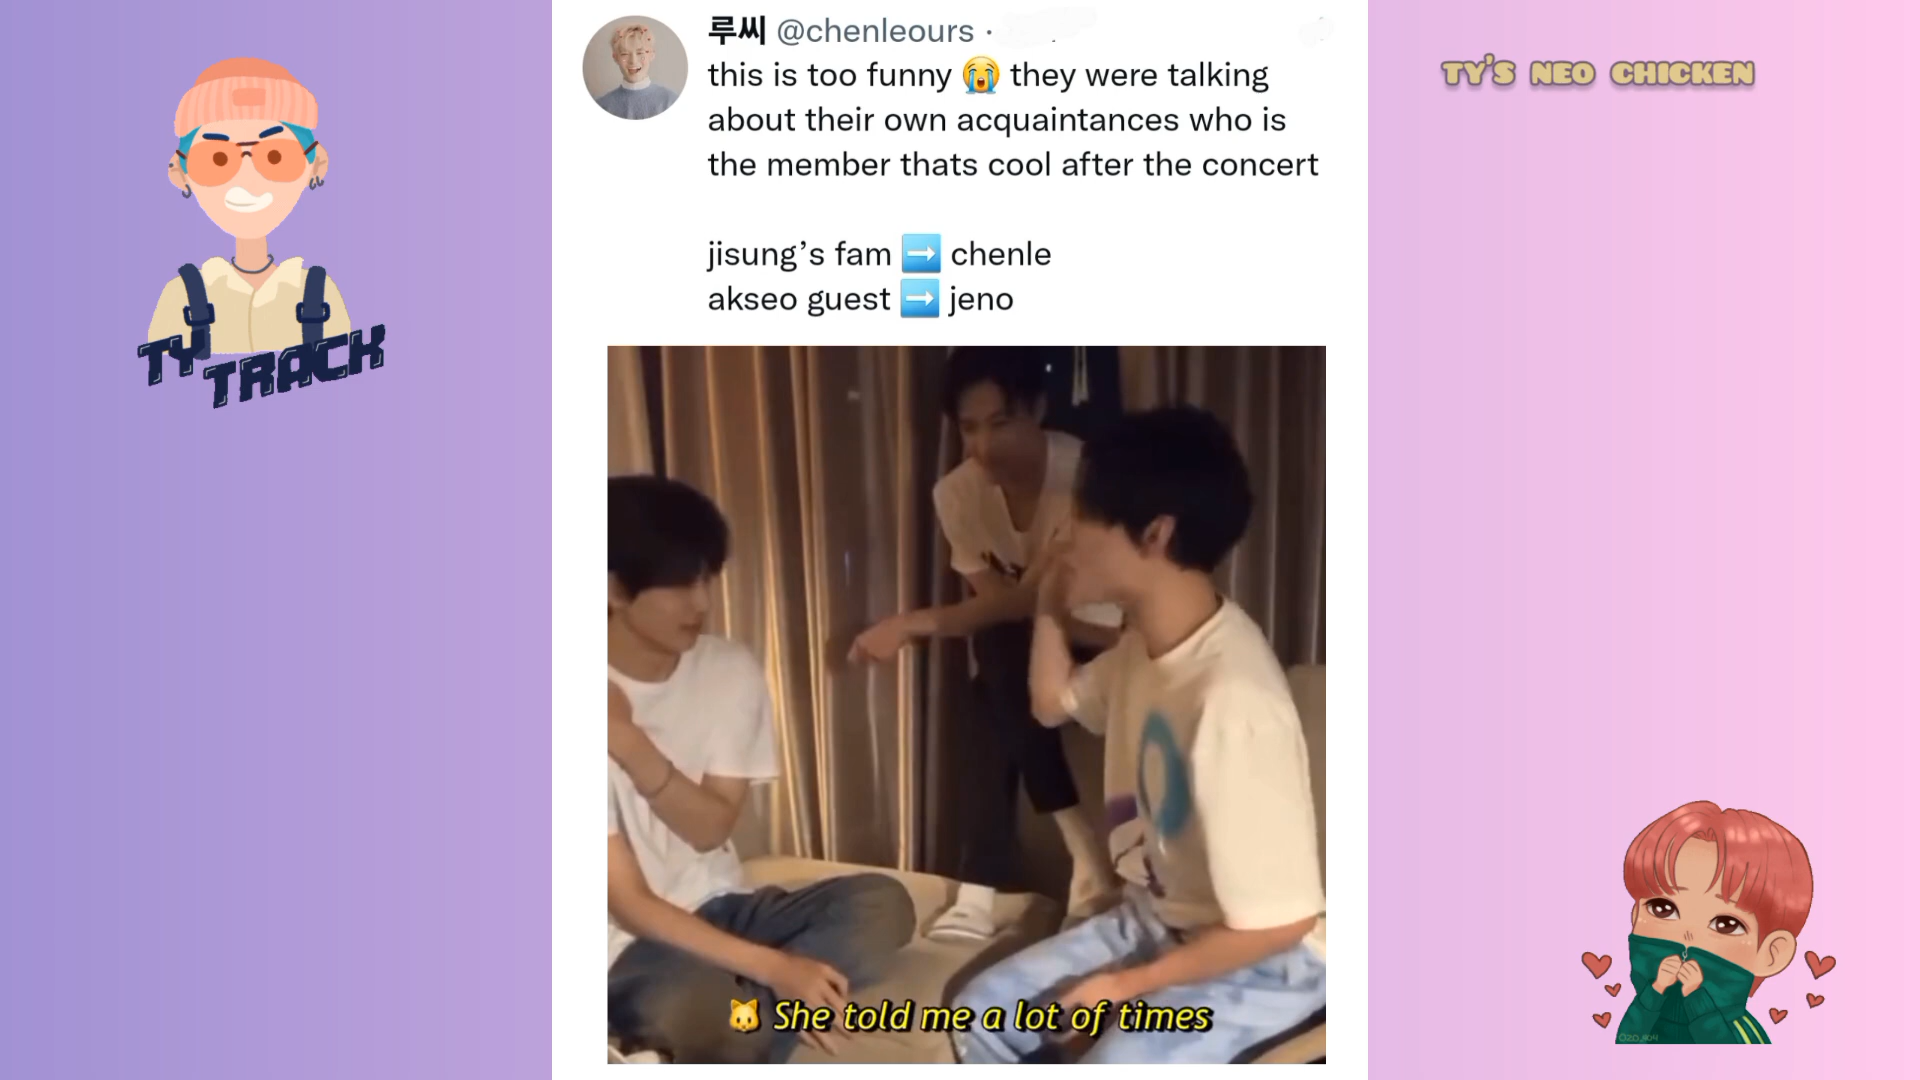 루씨 @chenleours ·
this is too funny 😭 they were talking
about their own acquaintances who is
the member thats cool after the concert
jisung’s fam ➡️ chenle
akseo guest ➡️ jeno
TY'S NEO CHICKEN
TY TRACK
🐱 She told me a lot of times